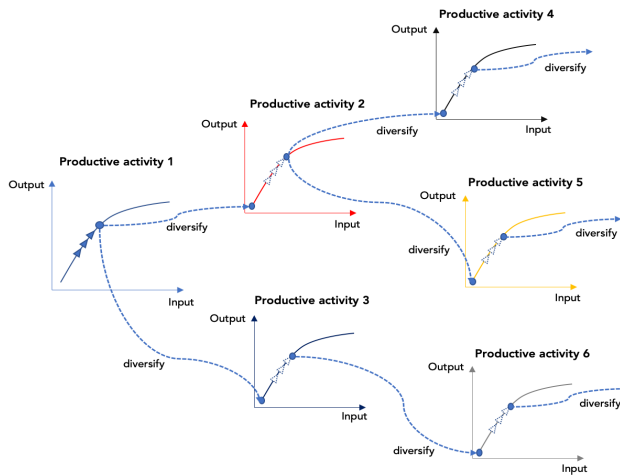 Productive activity 4
Output
diversify
Input
Productive activity 2
Output
diversify
Input
Productive activity 1
Output
diversify
Input
Productive activity 5
Output
diversify
diversify
Input
Productive activity 3
Output
diversify
Input
Productive activity 6
Output
diversify
diversify
Input